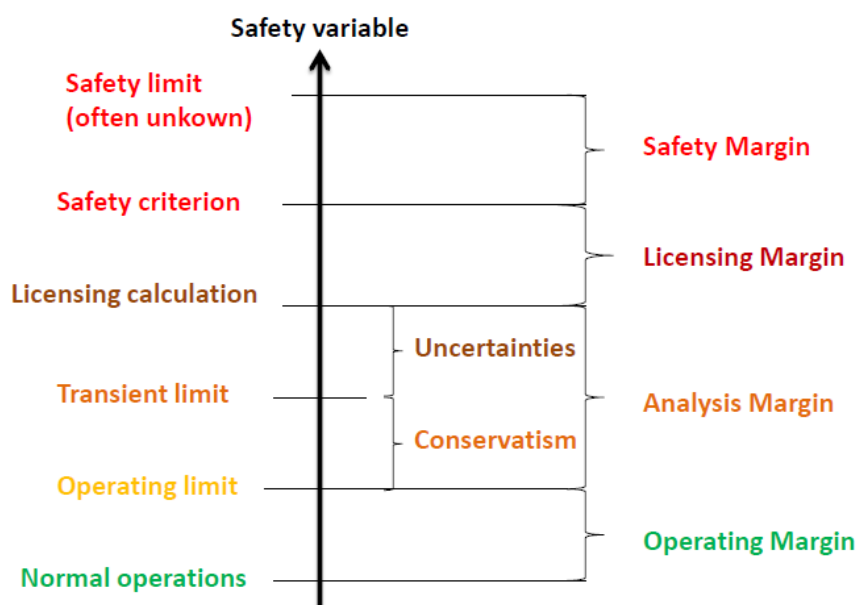 Safety variable
Safety limit
(often unkown)
Safety Margin
Safety criterion
Licensing Margin
Licensing calculation
Uncertainties
Transient limit
Analysis Margin
Conservatism
Operating limit
Operating Margin
Normal operations